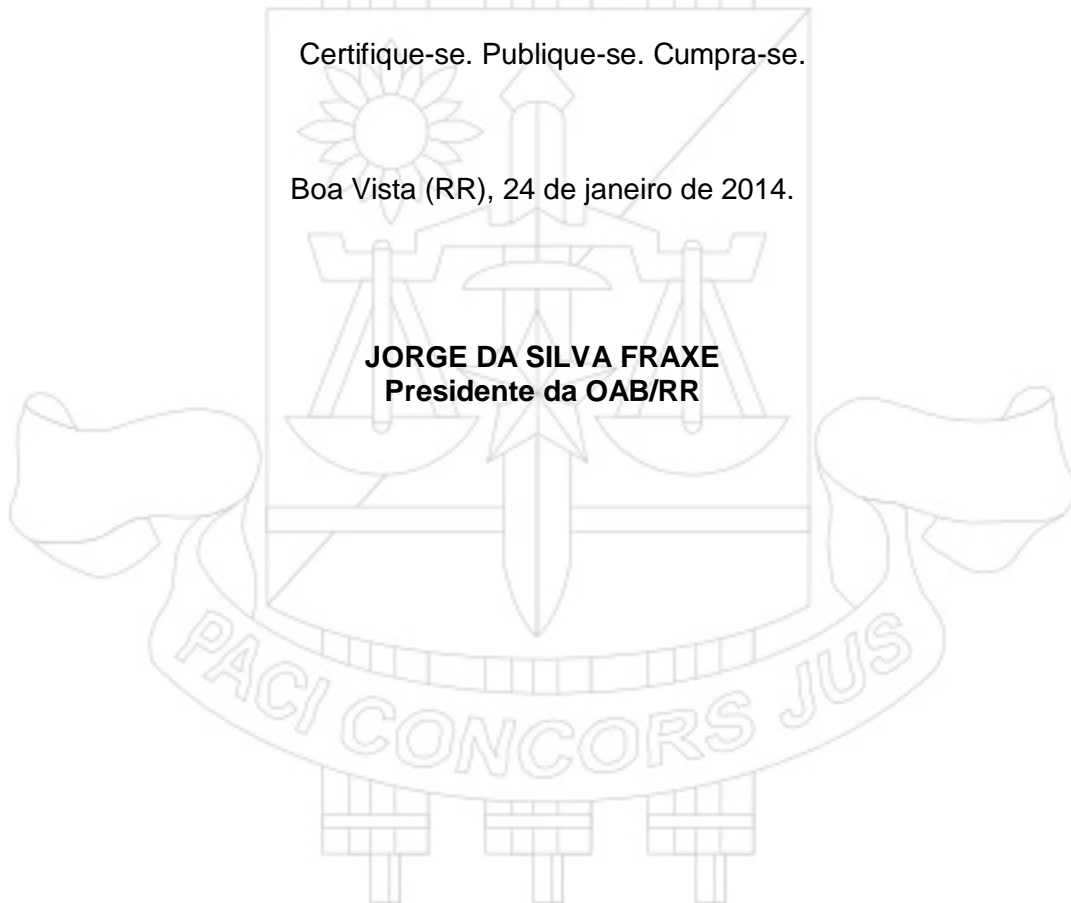 Certifique-se. Publique-se. Cumpra-se.
Boa Vista (RR), 24 de janeiro de 2014.
JORGE DA SILVA FRAXE
Presidente da OAB/RR
PACI CONCORS JUS